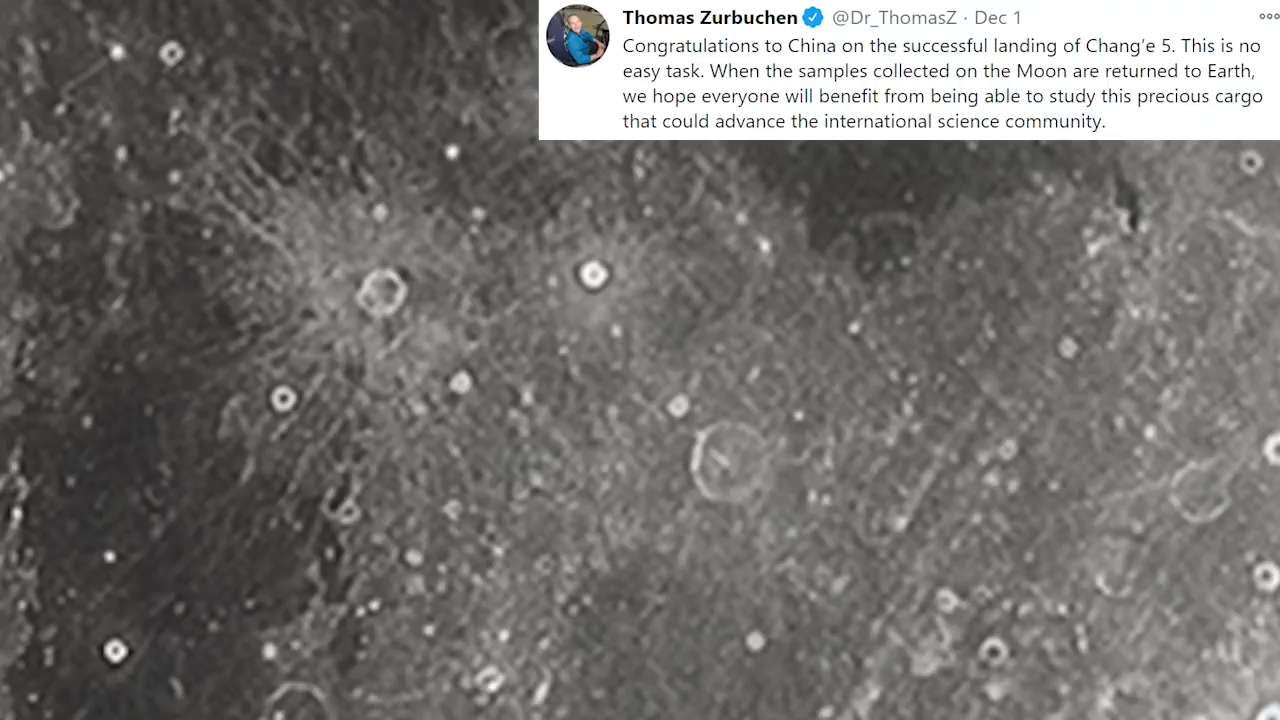 Thomas Zurbuchen @Dr_ThomasZ · Dec 1
Congratulations to China on the successful landing of Chang’e 5. This is no
easy task. When the samples collected on the Moon are returned to Earth,
we hope everyone will benefit from being able to study this precious cargo
that could advance the international science community.